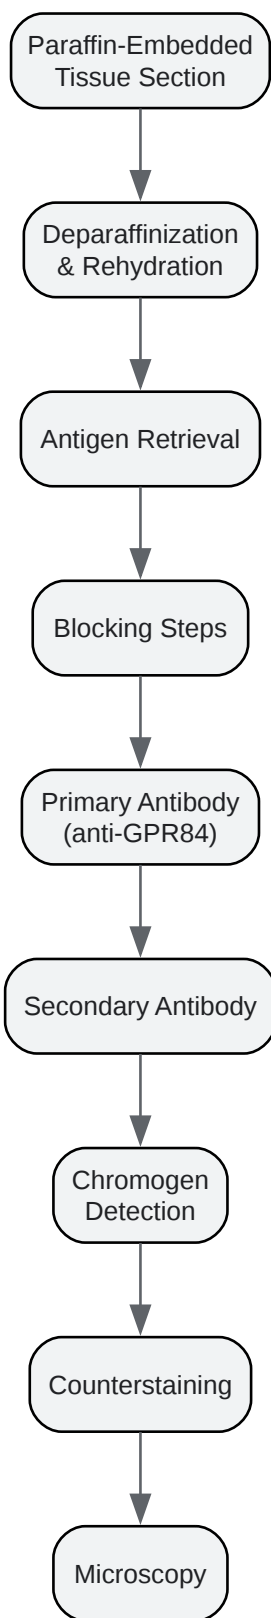 Paraffin-Embedded
Tissue Section
Deparaffinization
& Rehydration
Antigen Retrieval
Blocking Steps
Primary Antibody
(anti-GPR84)
Secondary Antibody
Chromogen
Detection
Counterstaining
Microscopy